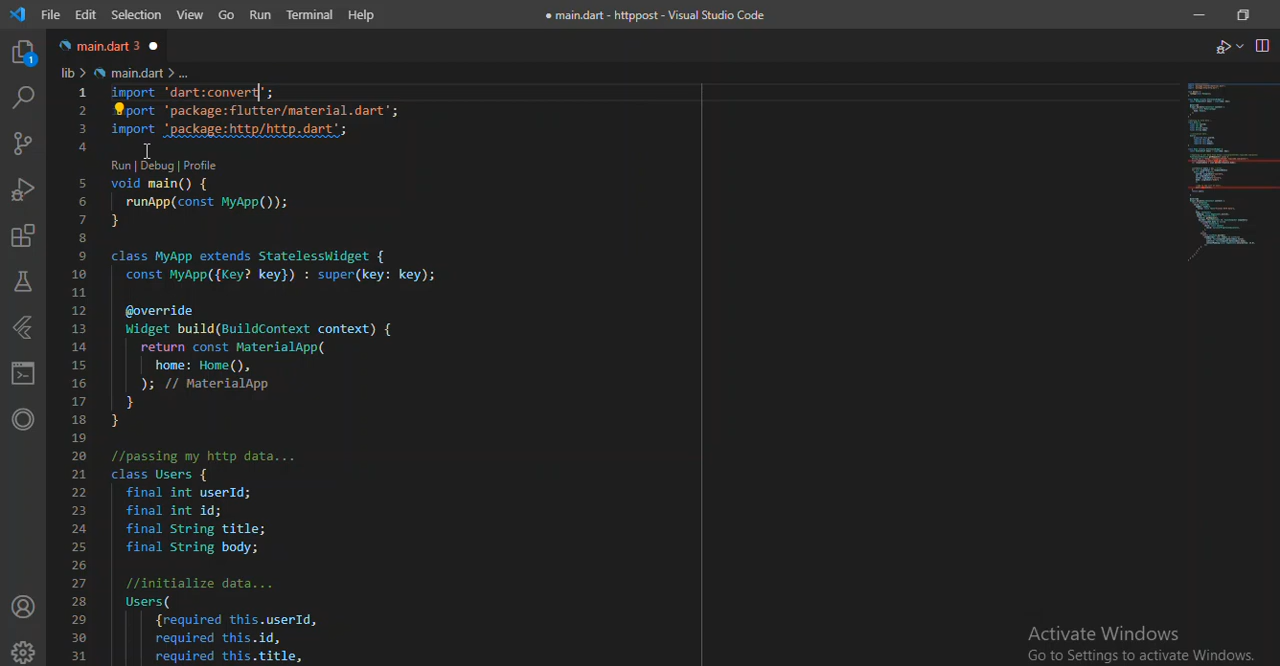 File Edit Selection View Go Run Terminal Help
● main.dart - httppost - Visual Studio Code
main.dart 3 ●
1
lib > main.dart > ...
1 import 'dart:convert';
2 port 'package:flutter/material.dart';
3 import 'package:http/http.dart';
4
Run | Debug | Profile
5 void main() {
6 runApp(const MyApp());
7 }
8
9 class MyApp extends StatelessWidget {
10 const MyApp({Key? key}) : super(key: key);
11
12 @override
13 Widget build(BuildContext context) {
14 return const MaterialApp(
15 home: Home(),
16 ); // MaterialApp
17 }
18 }
19
20 //passing my http data...
21 class Users {
22 final int userId;
23 final int id;
24 final String title;
25 final String body;
26
27 //initialize data...
28 Users(
29 {required this.userId,
30 required this.id,
31 required this.title,
Activate Windows
Go to Settings to activate Windows.